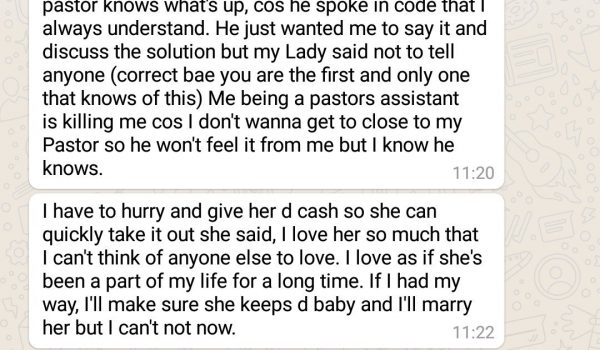 pastor knows what's up, cos he spoke in code that I
always understand. He just wanted me to say it and
discuss the solution but my Lady said not to tell
anyone (correct bae you are the first and only one
that knows of this) Me being a pastors assistant
is killing me cos I don't wanna get to close to my
Pastor so he won't feel it from me but I know he
knows.
11:20
I have to hurry and give her d cash so she can
quickly take it out she said, I love her so much that
I can't think of anyone else to love. I love as if she's
been a part of my life for a long time. If I had my
way, I'll make sure she keeps d baby and I'll marry
her but I can't not now.
11:22